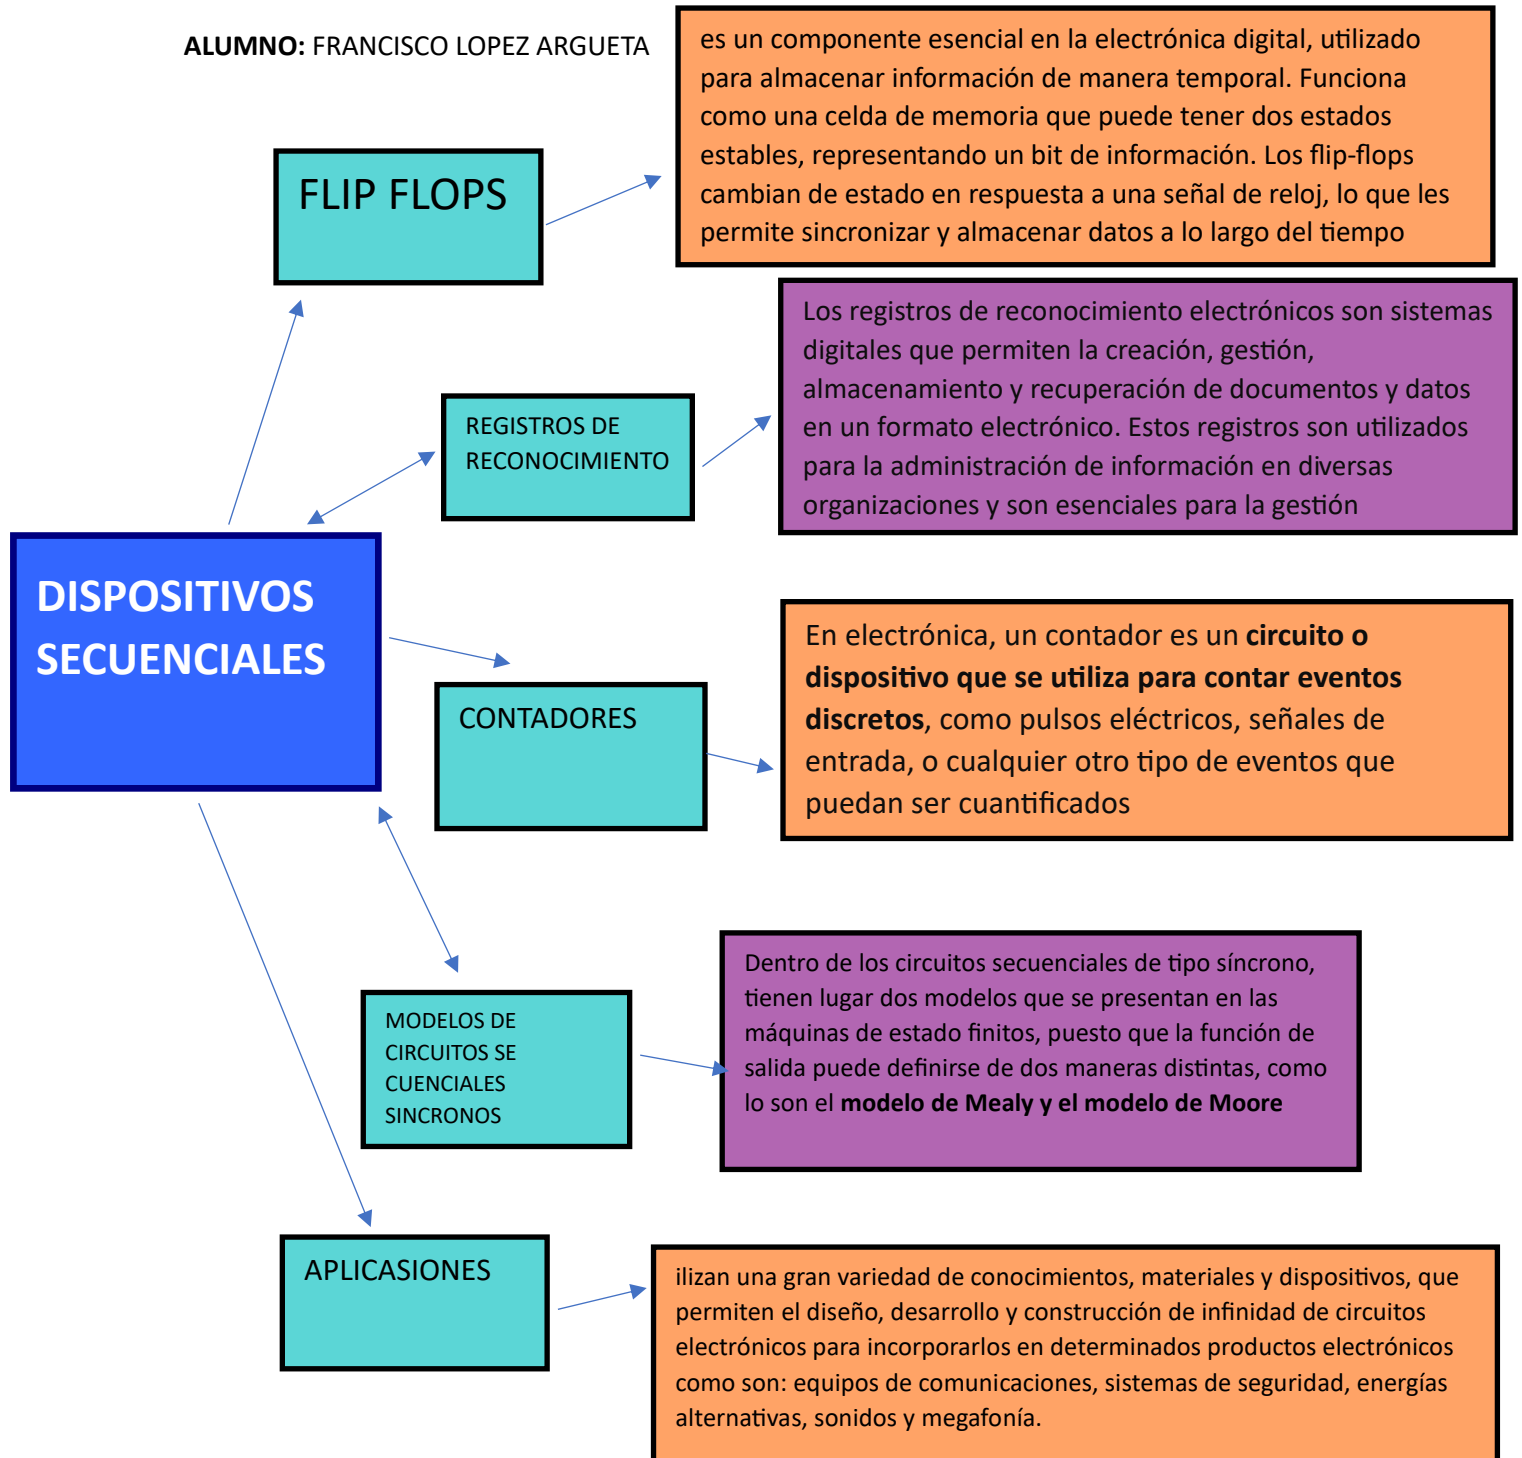 ALUMNO: FRANCISCO LOPEZ ARGUETA
es un componente esencial en la electrónica digital, utilizado
para almacenar información de manera temporal. Funciona
como una celda de memoria que puede tener dos estados
estables, representando un bit de información. Los flip-flops
cambian de estado en respuesta a una señal de reloj, lo que les
permite sincronizar y almacenar datos a lo largo del tiempo
FLIP FLOPS
Los registros de reconocimiento electrónicos son sistemas
digitales que permiten la creación, gestión,
almacenamiento y recuperación de documentos y datos
en un formato electrónico. Estos registros son utilizados
para la administración de información en diversas
organizaciones y son esenciales para la gestión
REGISTROS DE
RECONOCIMIENTO
DISPOSITIVOS
SECUENCIALES
En electrónica, un contador es un circuito o
dispositivo que se utiliza para contar eventos
discretos, como pulsos eléctricos, señales de
entrada, o cualquier otro tipo de eventos que
puedan ser cuantificados
CONTADORES
Dentro de los circuitos secuenciales de tipo síncrono,
tienen lugar dos modelos que se presentan en las
máquinas de estado finitos, puesto que la función de
salida puede definirse de dos maneras distintas, como
lo son el modelo de Mealy y el modelo de Moore
MODELOS DE
CIRCUITOS SE
CUENCIALES
SINCRONOS
APLICASIONES
ilizan una gran variedad de conocimientos, materiales y dispositivos, que
permiten el diseño, desarrollo y construcción de infinidad de circuitos
electrónicos para incorporarlos en determinados productos electrónicos
como son: equipos de comunicaciones, sistemas de seguridad, energías
alternativas, sonidos y megafonía.